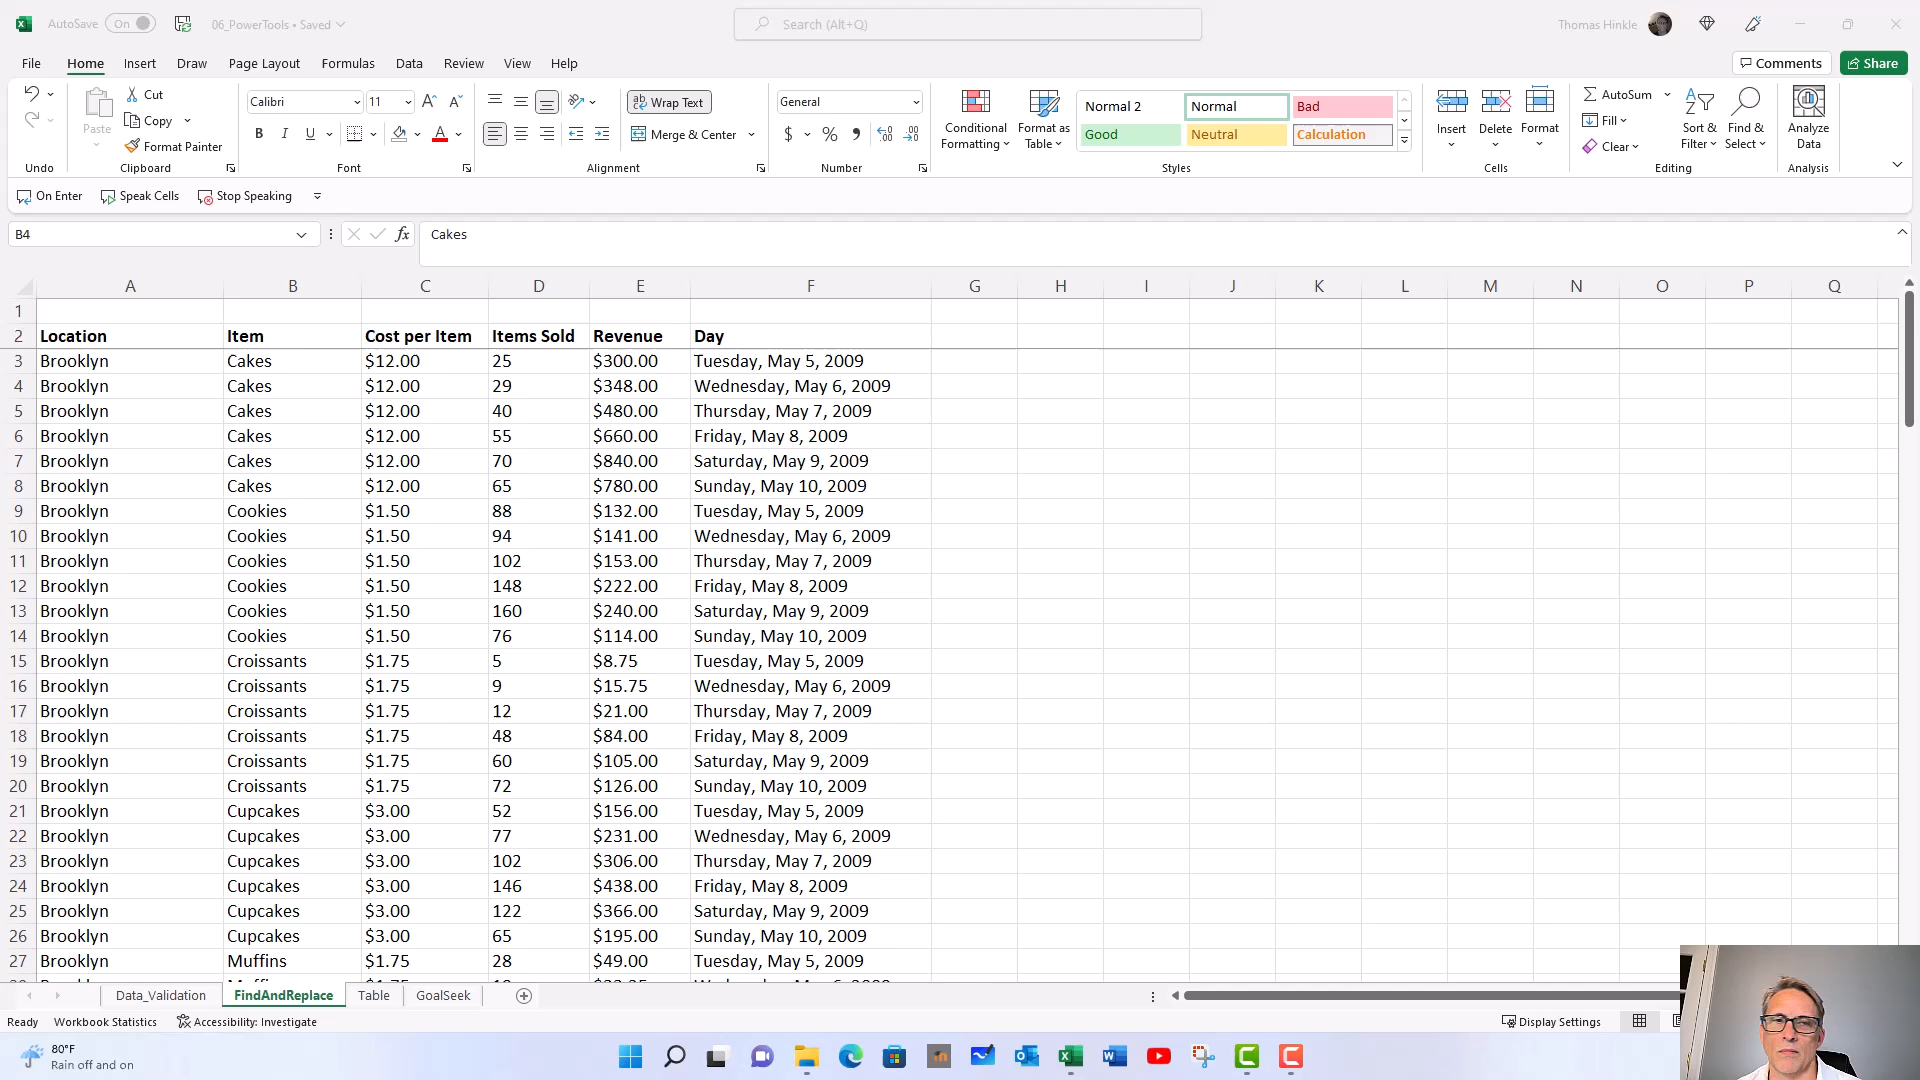 AutoSave On 06_PowerTools • Saved Search (Alt+Q) Thomas Hinkle
File Home Insert Draw Page Layout Formulas Data Review View Help Comments Share
Cut
Copy
Format Painter
Paste
Calibri 11
B I U
Wrap Text
Merge & Center
General
$ %
Conditional Formatting
Format as Table
Normal 2 Normal Bad
Good Neutral Calculation
Insert Delete Format
AutoSum
Fill
Clear
Sort & Filter
Find & Select
Analyze Data
Undo Clipboard Font Alignment Number Styles Cells Editing Analysis
On Enter Speak Cells Stop Speaking
B4 fx Cakes
A B C D E F G H I J K L M N O P Q
1
2 Location Item Cost per Item Items Sold Revenue Day
3 Brooklyn Cakes $12.00 25 $300.00 Tuesday, May 5, 2009
4 Brooklyn Cakes $12.00 29 $348.00 Wednesday, May 6, 2009
5 Brooklyn Cakes $12.00 40 $480.00 Thursday, May 7, 2009
6 Brooklyn Cakes $12.00 55 $660.00 Friday, May 8, 2009
7 Brooklyn Cakes $12.00 70 $840.00 Saturday, May 9, 2009
8 Brooklyn Cakes $12.00 65 $780.00 Sunday, May 10, 2009
9 Brooklyn Cookies $1.50 88 $132.00 Tuesday, May 5, 2009
10 Brooklyn Cookies $1.50 94 $141.00 Wednesday, May 6, 2009
11 Brooklyn Cookies $1.50 102 $153.00 Thursday, May 7, 2009
12 Brooklyn Cookies $1.50 148 $222.00 Friday, May 8, 2009
13 Brooklyn Cookies $1.50 160 $240.00 Saturday, May 9, 2009
14 Brooklyn Cookies $1.50 76 $114.00 Sunday, May 10, 2009
15 Brooklyn Croissants $1.75 5 $8.75 Tuesday, May 5, 2009
16 Brooklyn Croissants $1.75 9 $15.75 Wednesday, May 6, 2009
17 Brooklyn Croissants $1.75 12 $21.00 Thursday, May 7, 2009
18 Brooklyn Croissants $1.75 48 $84.00 Friday, May 8, 2009
19 Brooklyn Croissants $1.75 60 $105.00 Saturday, May 9, 2009
20 Brooklyn Croissants $1.75 72 $126.00 Sunday, May 10, 2009
21 Brooklyn Cupcakes $3.00 52 $156.00 Tuesday, May 5, 2009
22 Brooklyn Cupcakes $3.00 77 $231.00 Wednesday, May 6, 2009
23 Brooklyn Cupcakes $3.00 102 $306.00 Thursday, May 7, 2009
24 Brooklyn Cupcakes $3.00 146 $438.00 Friday, May 8, 2009
25 Brooklyn Cupcakes $3.00 122 $366.00 Saturday, May 9, 2009
26 Brooklyn Cupcakes $3.00 65 $195.00 Sunday, May 10, 2009
27 Brooklyn Muffins $1.75 28 $49.00 Tuesday, May 5, 2009
Data_Validation FindAndReplace Table GoalSeek
Ready Workbook Statistics Accessibility: Investigate Display Settings
80°F
Rain off and on